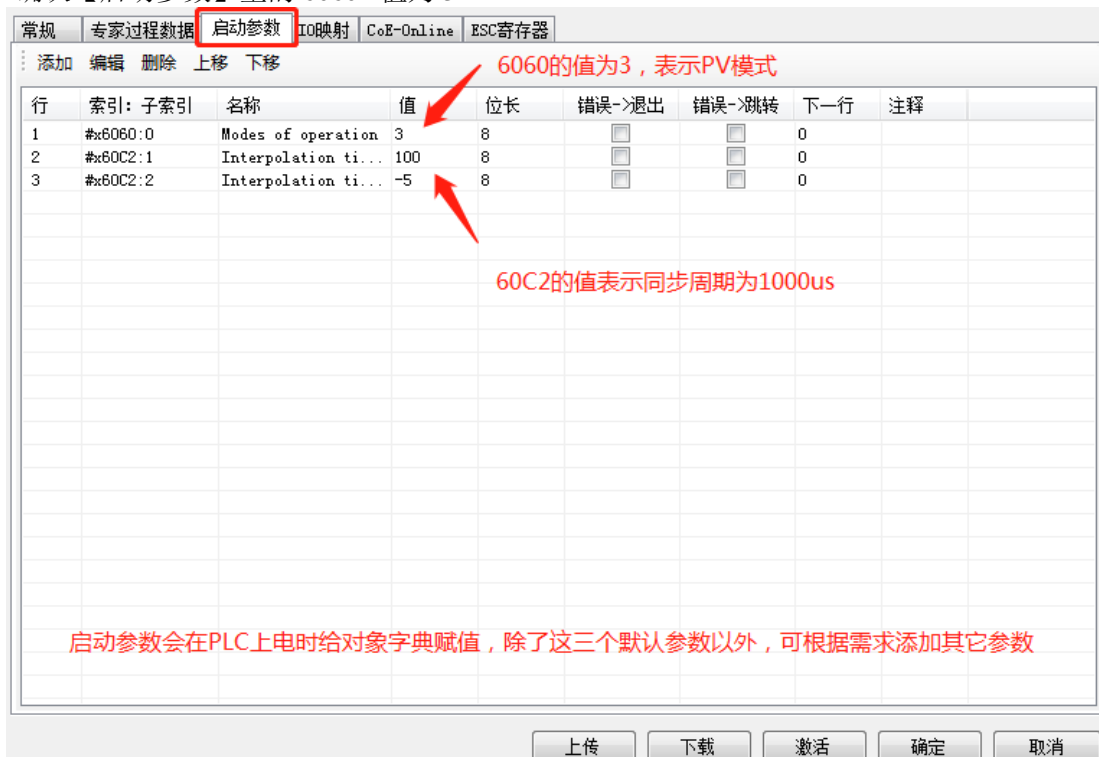 常规 专家过程数据 启动参数 IO映射 CoE-Online ESC寄存器
添加 编辑 删除 上移 下移
6060的值为3，表示PV模式
行 索引：子索引 名称 值 位长 错误->退出 错误->跳转 下一行 注释
1 #x6060:0 Modes of operation 3 8 0
2 #x60C2:1 Interpolation ti... 100 8 0
3 #x60C2:2 Interpolation ti... -5 8 0
60C2的值表示同步周期为1000us
启动参数会在PLC上电时给对象字典赋值，除了这三个默认参数以外，可根据需求添加其它参数
上传 下载 激活 确定 取消